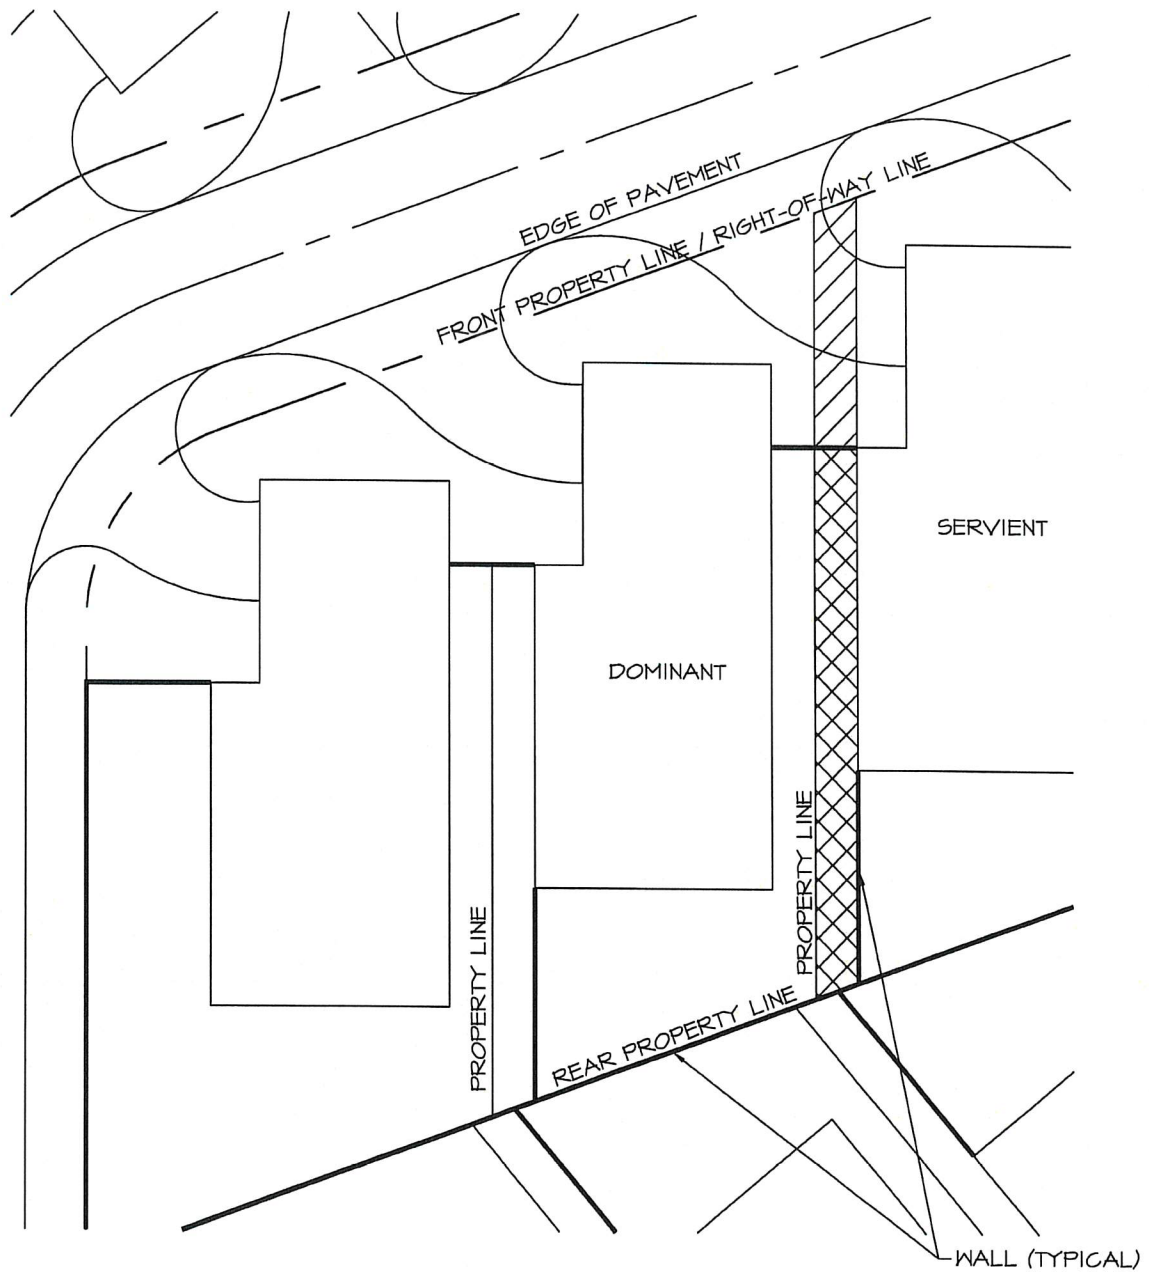 EDGE OF PAVEMENT
FRONT PROPERTY LINE / RIGHT-OF-WAY LINE
SERVIENT
DOMINANT
PROPERTY LINE
PROPERTY LINE
REAR PROPERTY LINE
WALL (TYPICAL)